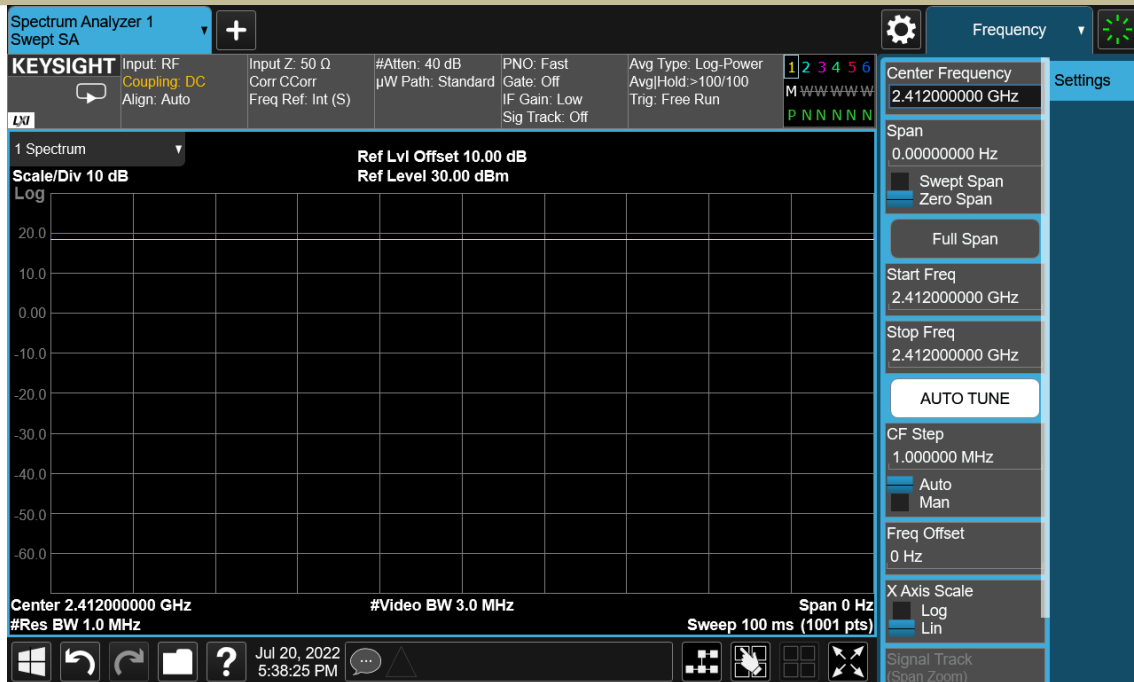 Spectrum Analyzer 1
Swept SA
Frequency
KEYSIGHT
LXI
Input: RF
Coupling: DC
Align: Auto
Input Z: 50 Ω
Corr CCorr
Freq Ref: Int (S)
#Atten: 40 dB
µW Path: Standard
PNO: Fast
Gate: Off
IF Gain: Low
Sig Track: Off
Avg Type: Log-Power
Avg|Hold:>100/100
Trig: Free Run
1 2 3 4 5 6
M W W W W W
P N N N N N
1 Spectrum
Scale/Div 10 dB
Log
Ref Lvl Offset 10.00 dB
Ref Level 30.00 dBm
20.0
10.0
0.00
-10.0
-20.0
-30.0
-40.0
-50.0
-60.0
Center 2.412000000 GHz
#Res BW 1.0 MHz
#Video BW 3.0 MHz
Span 0 Hz
Sweep 100 ms (1001 pts)
Center Frequency
2.412000000 GHz
Settings
Span
0.00000000 Hz
Swept Span
Zero Span
Full Span
Start Freq
2.412000000 GHz
Stop Freq
2.412000000 GHz
AUTO TUNE
CF Step
1.000000 MHz
Auto
Man
Freq Offset
0 Hz
X Axis Scale
Log
Lin
Signal Track
(Span Zoom)
?
Jul 20, 2022
5:38:25 PM